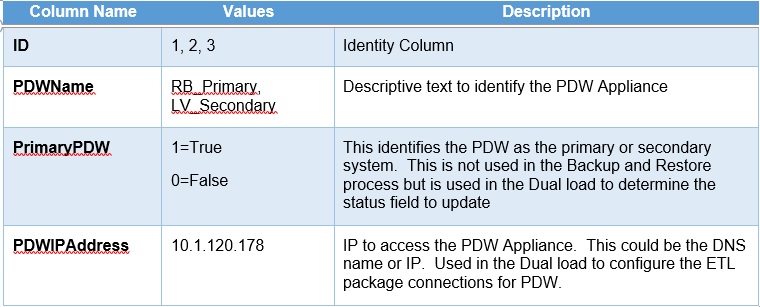 Column Name Values Description
ID 1, 2, 3 Identity Column
PDWName RB_Primary, Descriptive text to identify the PDW Appliance
LV_Secondary
PrimaryPDW 1=True This identifies the PDW as the primary or secondary
system.  This is not used in the Backup and Restore
0=False process but is used in the Dual load to determine the
status field to update
PDWIPAddress 10.1.120.178 IP to access the PDW Appliance.  This could be the DNS
name or IP.  Used in the Dual load to configure the ETL
package connections for PDW.